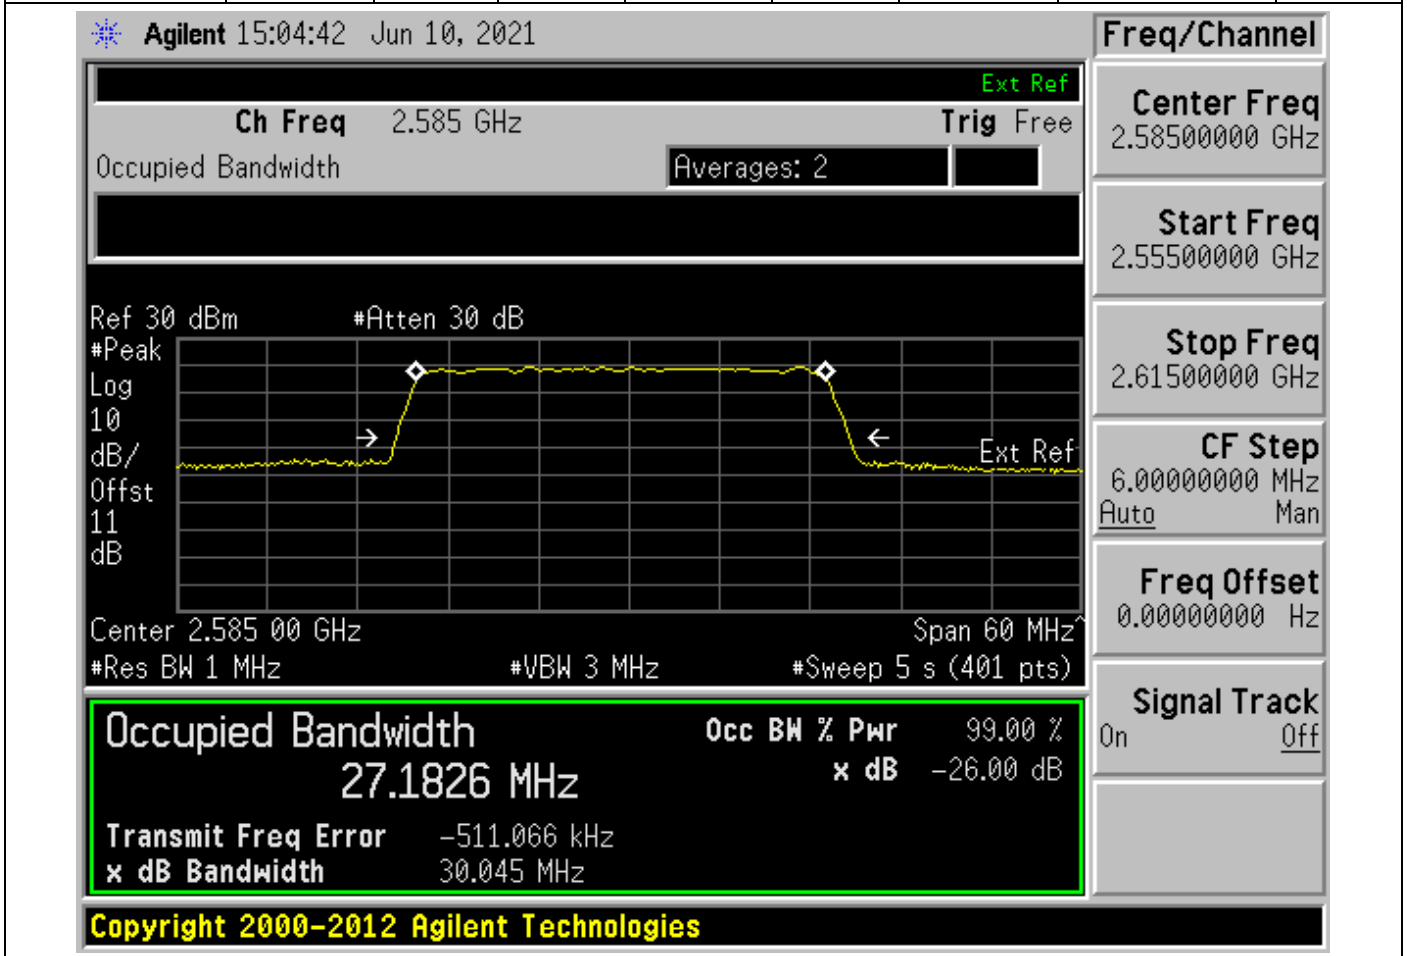 Agilent 15:04:42 Jun 10, 2021
Freq/Channel
Ext Ref
Ch Freq 2.585 GHz Trig Free
Occupied Bandwidth Averages: 2
Center Freq
2.58500000 GHz
Start Freq
2.55500000 GHz
Stop Freq
2.61500000 GHz
CF Step
6.00000000 MHz
Auto Man
Freq Offset
0.00000000 Hz
Signal Track
On Off
Ref 30 dBm #Atten 30 dB
#Peak
Log
10
dB/
Offst
11
dB
Ext Ref
Center 2.585 00 GHz Span 60 MHz^
#Res BW 1 MHz #VBW 3 MHz #Sweep 5 s (401 pts)
Occupied Bandwidth Occ BW % Pwr 99.00 %
27.1826 MHz x dB -26.00 dB
Transmit Freq Error -511.066 kHz
x dB Bandwidth 30.045 MHz
Copyright 2000-2012 Agilent Technologies